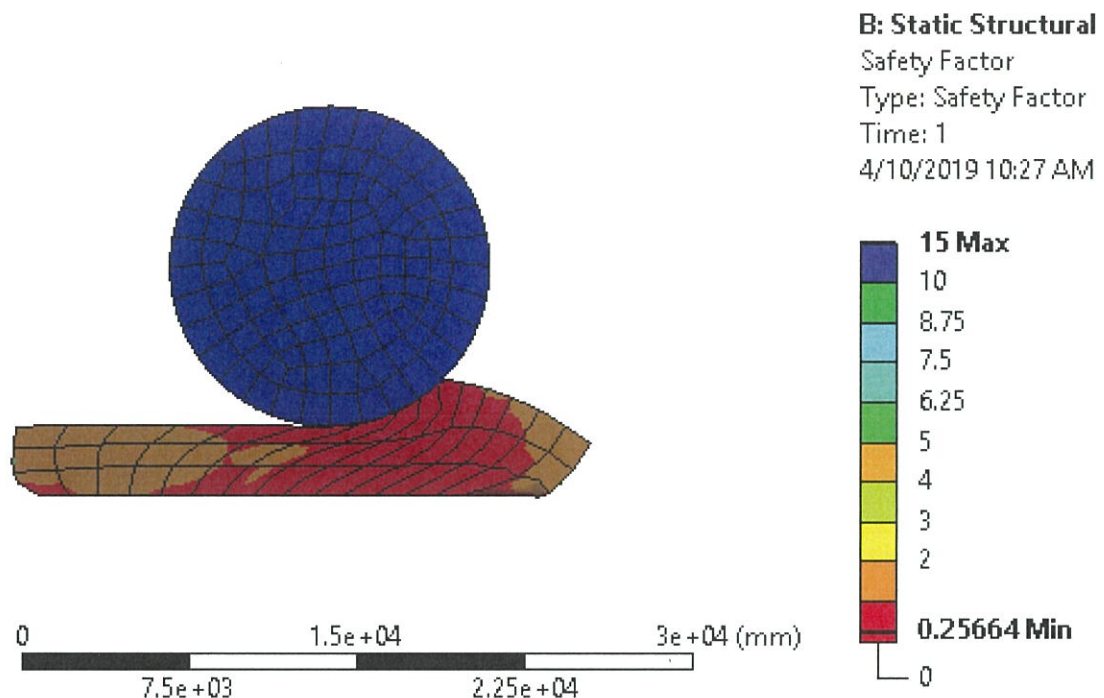 B: Static Structural
Safety Factor
Type: Safety Factor
Time: 1
4/10/2019 10:27 AM
15 Max
10
8.75
7.5
6.25
5
4
3
2
0.25664 Min
0
0 1.5e+04 3e+04 (mm)
7.5e+03 2.25e+04